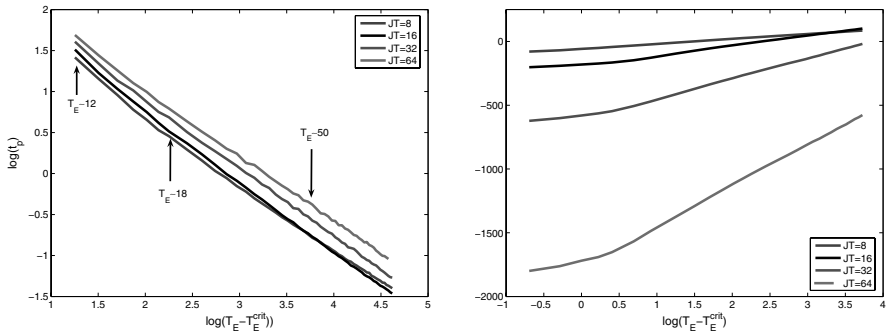 2
1.5
1
0.5
0
−0.5
−1
−1.5
1
1.5
2
2.5
3
3.5
4
4.5
5
log(t_p)
log(T_E−T_E^crit))
T_E−12
T_E−18
T_E−50
JT=8
JT=16
JT=32
JT=64
0
−500
−1000
−1500
−2000
−1
−0.5
0
0.5
1
1.5
2
2.5
3
3.5
4
log(T_E−T_E^crit)
JT=8
JT=16
JT=32
JT=64